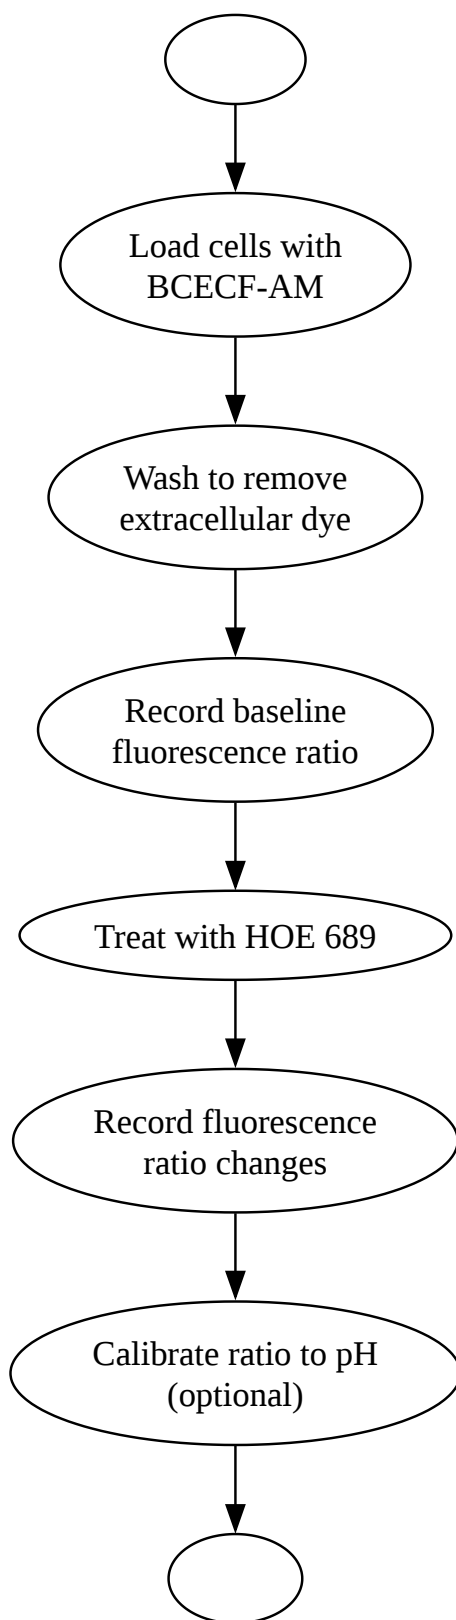 Load cells with
BCECF-AM
Wash to remove
extracellular dye
Record baseline
fluorescence ratio
Treat with HOE 689
Record fluorescence
ratio changes
Calibrate ratio to pH
(optional)